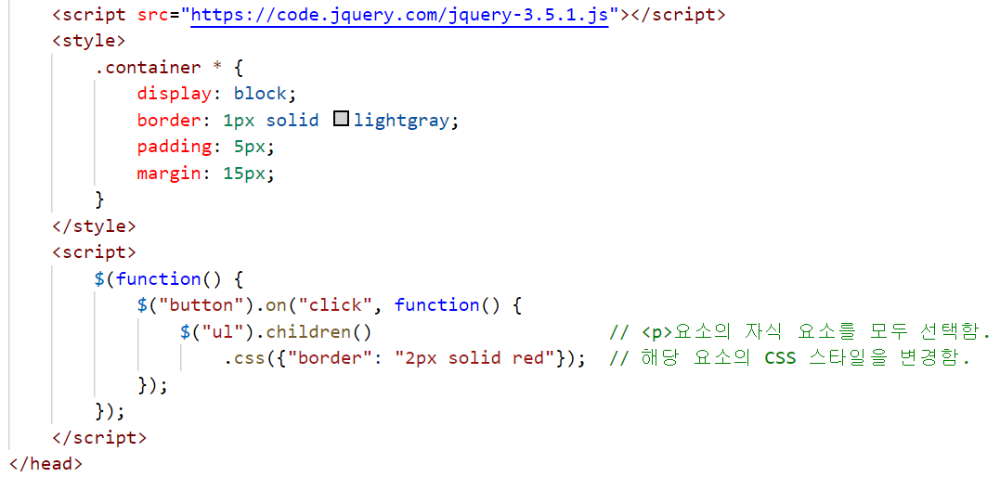 <script src="https://code.jquery.com/jquery-3.5.1.js"></script>
<style>
.container * {
display: block;
border: 1px solid lightgray;
padding: 5px;
margin: 15px;
}
</style>
<script>
$(function() {
$("button").on("click", function() {
$("ul").children() // <p>요소의 자식 요소를 모두 선택함.
.css({"border": "2px solid red"}); // 해당 요소의 CSS 스타일을 변경함.
});
});
</script>
</head>